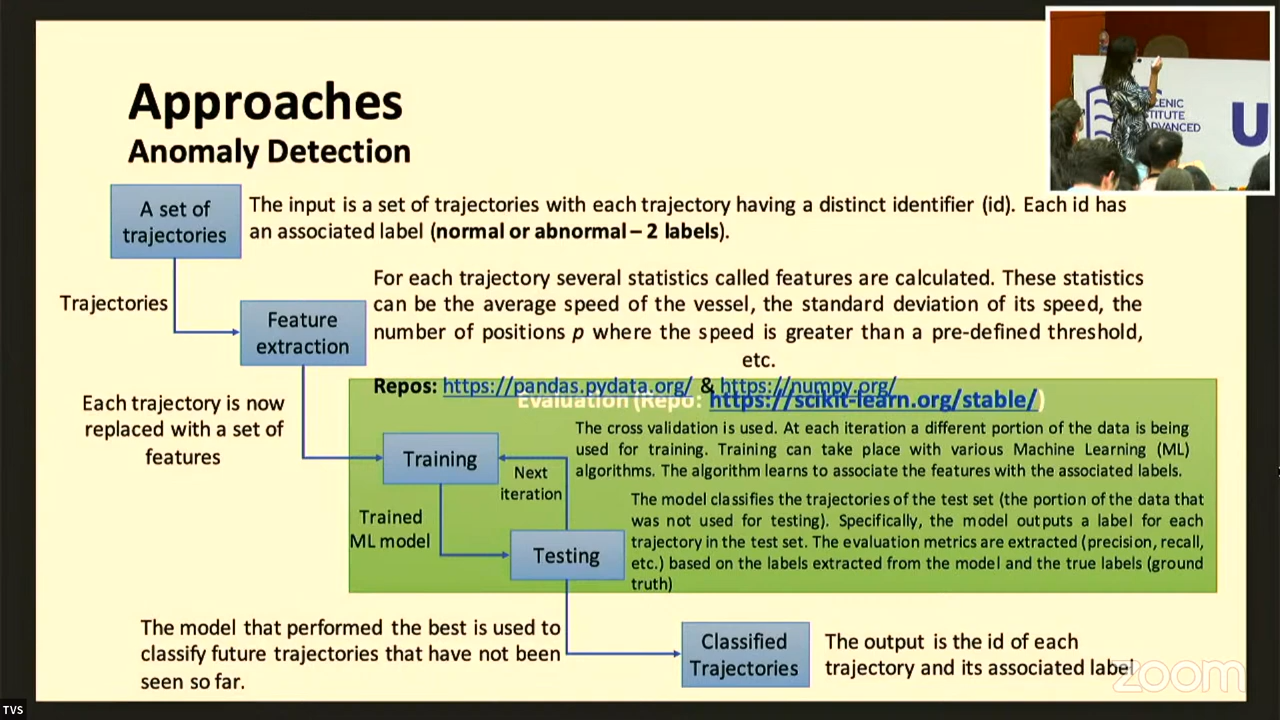 Approaches
Anomaly Detection
A set of
trajectories
The input is a set of trajectories with each trajectory having a distinct identifier (id). Each id has
an associated label (normal or abnormal – 2 labels).
Trajectories
Feature
extraction
For each trajectory several statistics called features are calculated. These statistics
can be the average speed of the vessel, the standard deviation of its speed, the
number of positions p where the speed is greater than a pre-defined threshold,
etc.
Repos: https://pandas.pydata.org/ & https://numpy.org/
Each trajectory is now
replaced with a set of
features
Evaluation (Repo: https://scikit-learn.org/stable/)
Training
Next
iteration
The cross validation is used. At each iteration a different portion of the data is being
used for training. Training can take place with various Machine Learning (ML)
algorithms. The algorithm learns to associate the features with the associated labels.
Trained
ML model
Testing
The model classifies the trajectories of the test set (the portion of the data that
was not used for testing). Specifically, the model outputs a label for each
trajectory in the test set. The evaluation metrics are extracted (precision, recall,
etc.) based on the labels extracted from the model and the true labels (ground
truth)
The model that performed the best is used to
classify future trajectories that have not been
seen so far.
Classified
Trajectories
The output is the id of each
trajectory and its associated label
zoom
TVS
CENIC
TITUTE
ADVANCED
U